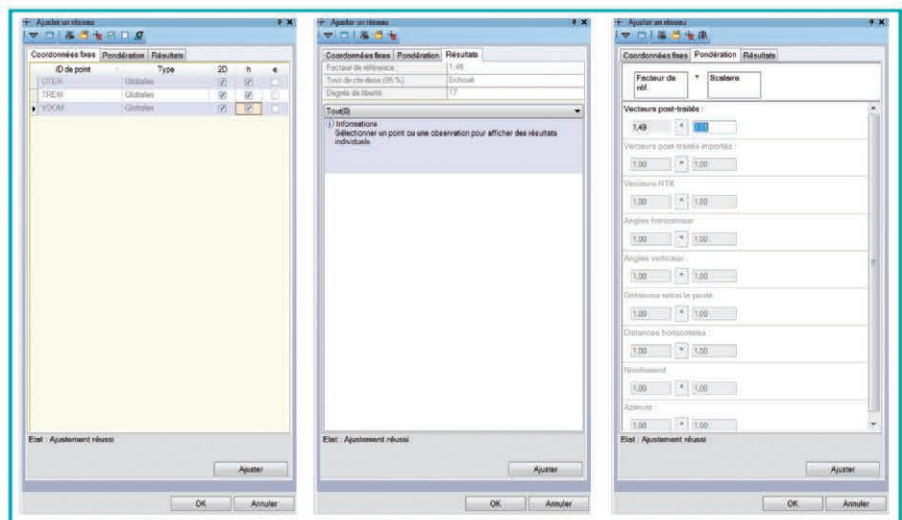 Ajuster un réseau
Coordonnées fixes Pondération Résultats
ID de point Type 2D h e
DTER Globales
TREM Globales
VDOM Globales
Etat : Ajustement réussi
Ajuster
OK Annuler
Ajuster un réseau
Coordonnées fixes Pondération Résultats
Facteur de référence :
Test du chi-deux (95 %) Echoué
Degrés de liberté 17
Tout(0)
Informations
Sélectionner un point ou une observation pour afficher des résultats
individuels.
Etat : Ajustement réussi
Ajuster
OK Annuler
Ajuster un réseau
Coordonnées fixes Pondération Résultats
Facteur de * Scalaire
réf.
Vecteurs post-traités :
1,49 *
Vecteurs post traités importés :
1,00 * 1,00
Vecteurs RTK
1,00 * 1,00
Angles horizontaux
1,00 * 1,00
Angles verticaux :
1,00 * 1,00
Distances selon la pente
1,00 * 1,00
Distances horizontales :
1,00 * 1,00
Nivellement
1,00 * 1,00
Azimuts :
1,00 * 1,00
Etat : Ajustement réussi
Ajuster
OK Annuler